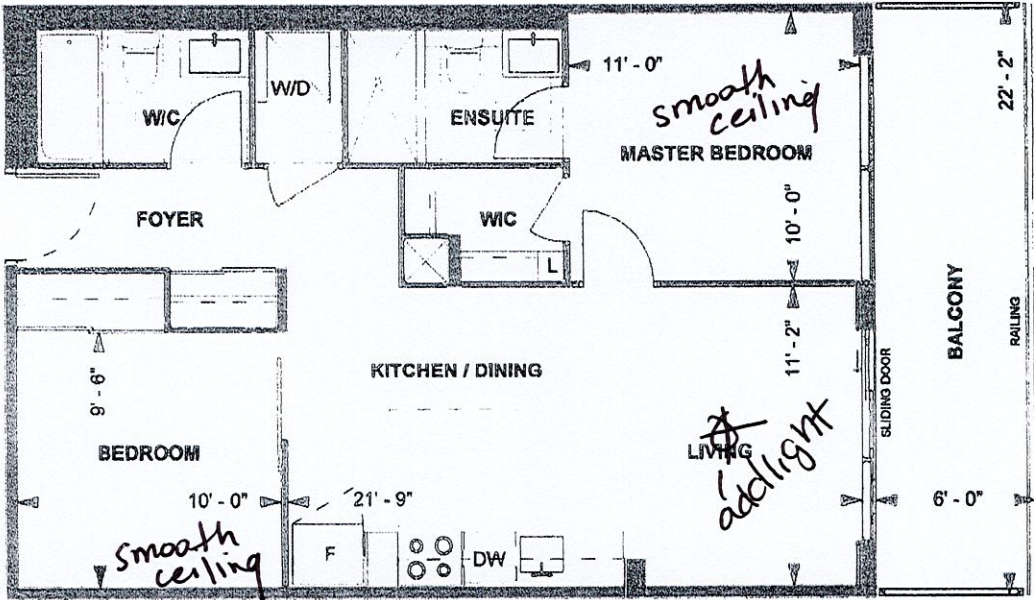 11' - 0"
smooth
ceiling
22' - 2"
W/D
W/C
ENSUITE
MASTER BEDROOM
FOYER
WIC
10' - 0"
L
BALCONY
RAILING
11' - 2"
SLIDING DOOR
KITCHEN / DINING
9' - 6"
BEDROOM
LIVING
add light
10' - 0"
21' - 9"
6' - 0"
smooth
ceiling
F
DW